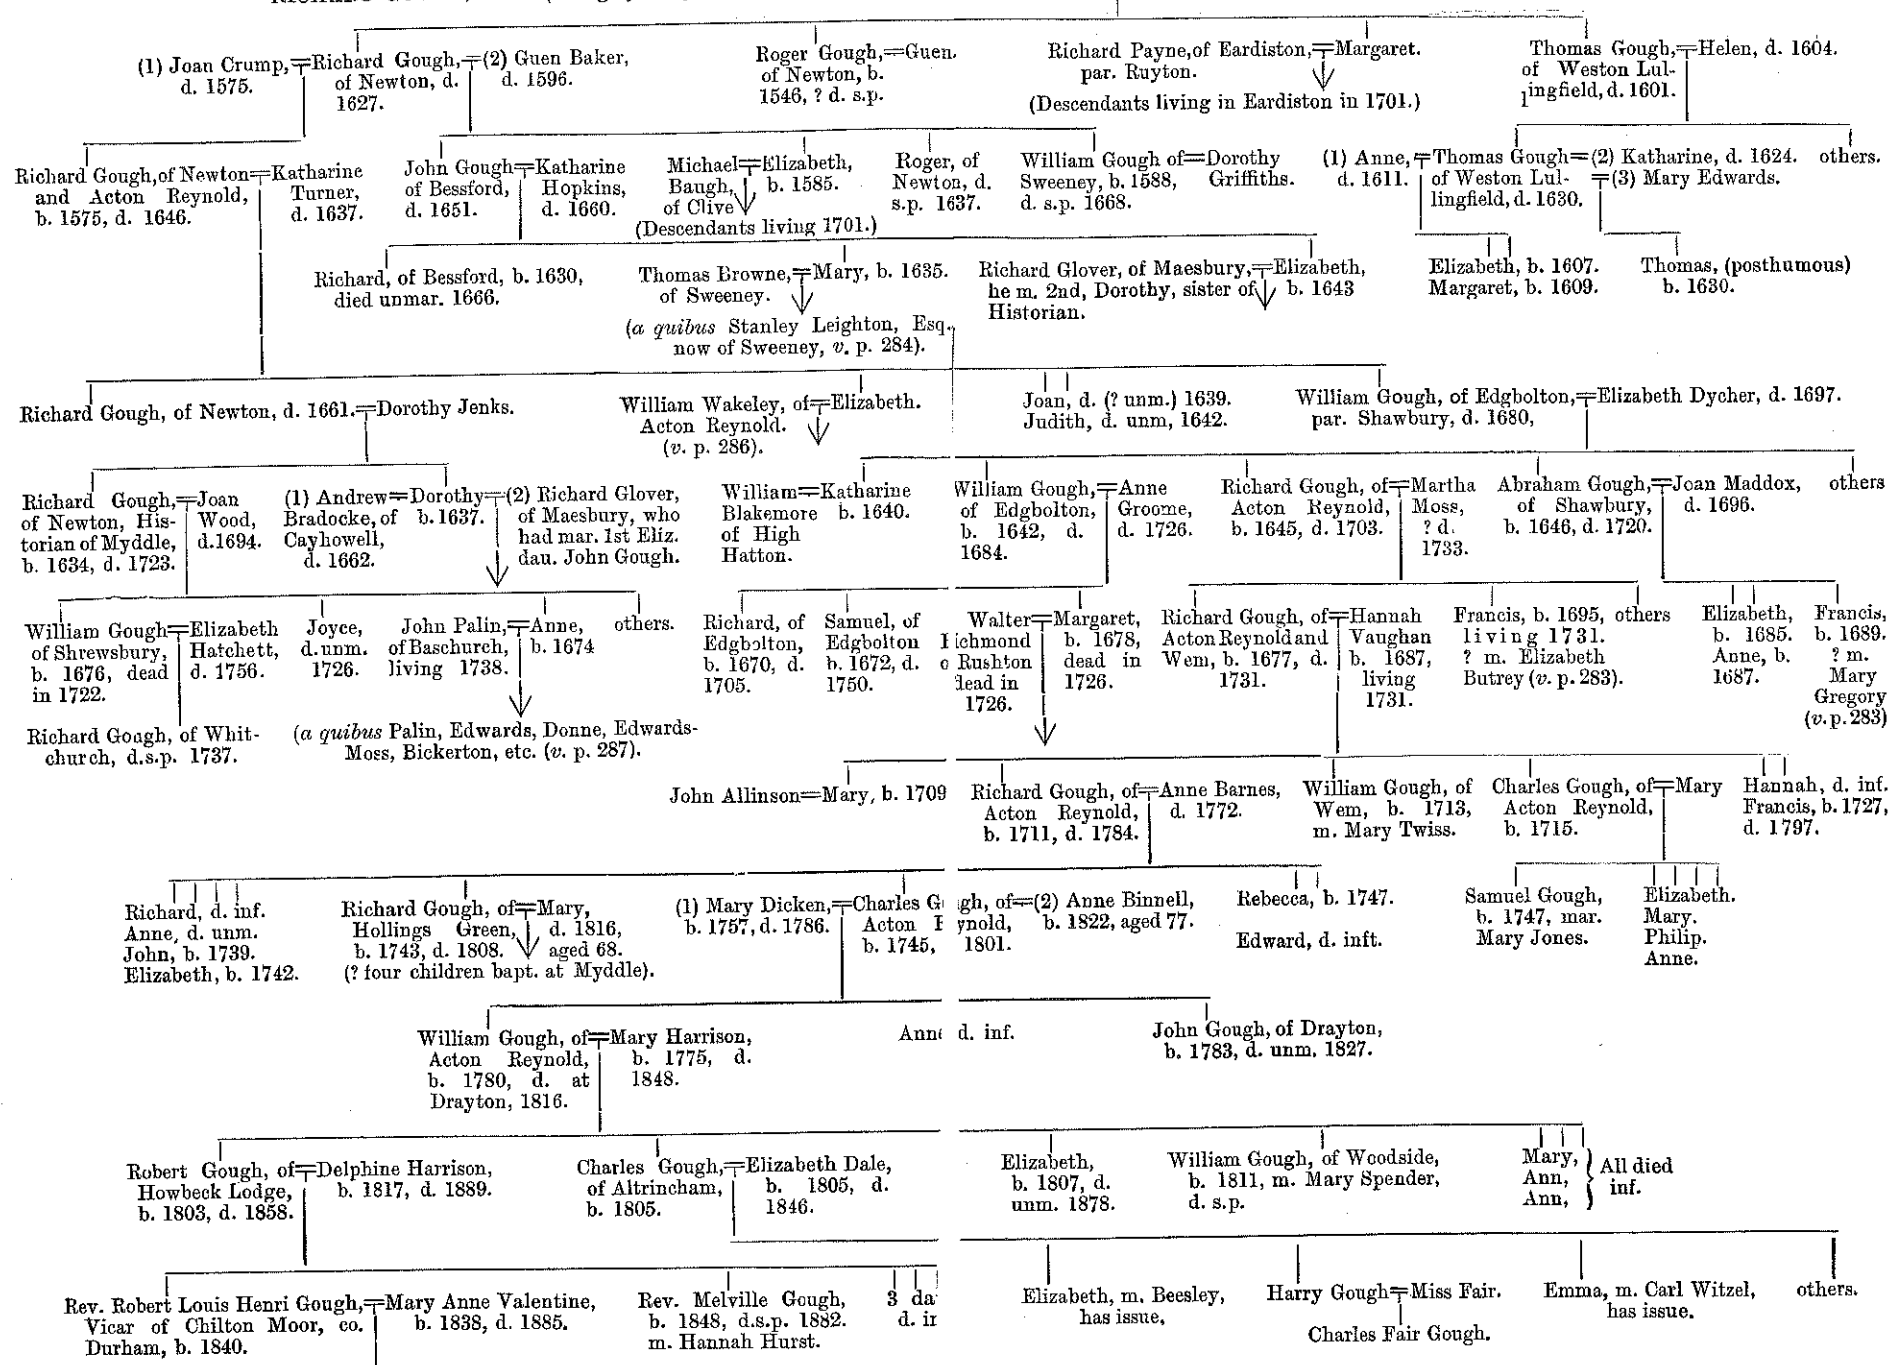 (1) Joan Crump,=Richard Gough,=(2) Guen Baker,
d. 1575.
of Newton, d.
1627.
d. 1596.
Roger Gough,=Guen.
of Newton, b.
1546, ? d. s.p.
Richard Payne, of Eardiston,=Margaret.
par. Ruyton.
(Descendants living in Eardiston in 1701.)
Thomas Gough,=Helen, d. 1604.
of Weston Lul-
lingfield, d. 1601.
Richard Gough, of Newton=Katharine
and Acton Reynold,
b. 1575, d. 1646.
Turner,
d. 1637.
John Gough=Katharine
of Bessford,
d. 1651.
Hopkins,
d. 1660.
Michael=Elizabeth,
Baugh,
of Clive
b. 1585.
(Descendants living 1701.)
Roger, of
Newton, d.
s.p. 1637.
William Gough of=Dorothy
Sweeney, b. 1588,
d. s.p. 1668.
Griffiths.
(1) Anne,=Thomas Gough=(2) Katharine, d. 1624.
d. 1611.
of Weston Lul-
lingfield, d. 1630.
=(3) Mary Edwards.
others.
Richard, of Bessford, b. 1630,
died unmar. 1666.
Thomas Browne,=Mary, b. 1635.
of Sweeney.
(a quibus Stanley Leighton, Esq.,
now of Sweeney, v. p. 284).
Richard Glover, of Maesbury,=Elizabeth,
he m. 2nd, Dorothy, sister of
Historian.
b. 1643
Elizabeth, b. 1607.
Margaret, b. 1609.
Thomas, (posthumous)
b. 1630.
Richard Gough, of Newton, d. 1661.=Dorothy Jenks.
William Wakeley, of=Elizabeth.
Acton Reynold.
(v. p. 286).
Joan, d. (? unm.) 1639.
Judith, d. unm, 1642.
William Gough, of Edgbolton,=Elizabeth Dycher, d. 1697.
par. Shawbury, d. 1680,
Richard Gough,=Joan
of Newton, His-
torian of Myddle,
b. 1634, d. 1723.
Wood,
d.1694.
(1) Andrew=Dorothy=(2) Richard Glover,
Bradocke, of
Cayhowell,
d. 1662.
b.1637.
of Maesbury, who
had mar. 1st Eliz.
dau. John Gough.
William=Katharine
Blakemore
of High
Hatton.
b. 1640.
William Gough,=Anne
of Edgbolton,
b. 1642, d.
1684.
Groome,
d. 1726.
Richard Gough, of=Martha
Acton Reynold,
b. 1645, d. 1703.
Moss,
? d.
1733.
Abraham Gough,=Joan Maddox,
of Shawbury,
b. 1646, d. 1720.
d. 1696.
others
William Gough=Elizabeth
of Shrewsbury,
b. 1676, dead
in 1722.
Hatchett,
d. 1756.
Joyce,
d.unm.
1726.
John Palin,=Anne,
of Baschurch,
living 1738.
b. 1674
others.
Richard, of
Edgbolton,
b. 1670, d.
1705.
Samuel, of
Edgbolton
b. 1672, d.
1750.
Walter=Margaret,
ichmond
Rushton
dead in
1726.
b. 1678,
dead in
1726.
Richard Gough, of=Hannah
Acton Reynold and
Wem, b. 1677, d.
1731.
Vaughan
b. 1687,
living
1731.
Francis, b. 1695, others
living 1731.
? m. Elizabeth
Butrey (v. p. 283).
Elizabeth,
b. 1685.
Anne, b.
1687.
Francis,
b. 1689.
? m.
Mary
Gregory
(v. p. 283)
Richard Gough, of Whit-
church, d.s.p. 1737.
(a quibus Palin, Edwards, Donne, Edwards-
Moss, Bickerton, etc. (v. p. 287).
John Allinson=Mary, b. 1709
Richard Gough, of=Anne Barnes,
Acton Reynold,
b. 1711, d. 1784.
d. 1772.
William Gough, of
Wem, b. 1713,
m. Mary Twiss.
Charles Gough, of=Mary
Acton Reynold,
b. 1715.
Hannah, d. inf.
Francis, b. 1727,
d. 1797.
Richard, d. inf.
Anne, d. unm.
John, b. 1739.
Elizabeth, b. 1742.
Richard Gough, of=Mary,
Hollings Green,
b. 1743, d. 1808.
d. 1816,
aged 68.
(? four children bapt. at Myddle).
(1) Mary Dicken,=Charles G gh, of=(2) Anne Binnell,
b. 1757, d. 1786.
Acton ynold,
b. 1745, 1801.
b. 1822, aged 77.
Rebecca, b. 1747.
Edward, d. inft.
Samuel Gough,
b. 1747, mar.
Mary Jones.
Elizabeth.
Mary.
Philip.
Anne.
William Gough, of=Mary Harrison,
Acton Reynold,
b. 1780, d. at
Drayton, 1816.
b. 1775, d.
1848.
Ann d. inf.
John Gough, of Drayton,
b. 1783, d. unm. 1827.
Robert Gough, of=Delphine Harrison,
Howbeck Lodge,
b. 1803, d. 1858.
b. 1817, d. 1889.
Charles Gough,=Elizabeth Dale,
of Altrincham,
b. 1805.
b. 1805, d.
1846.
Elizabeth,
b. 1807, d.
unm. 1878.
William Gough, of Woodside,
b. 1811, m. Mary Spender,
d. s.p.
Mary,
Ann,
Ann,
All died
inf.
Rev. Robert Louis Henri Gough,=Mary Anne Valentine,
Vicar of Chilton Moor, co.
Durham, b. 1840.
b. 1838, d. 1885.
Rev. Melville Gough,
b. 1848, d.s.p. 1882.
m. Hannah Hurst.
3 da
d. in
Elizabeth, m. Beesley,
has issue.
Harry Gough=Miss Fair.
Charles Fair Gough.
Emma, m. Carl Witzel,
has issue.
others.